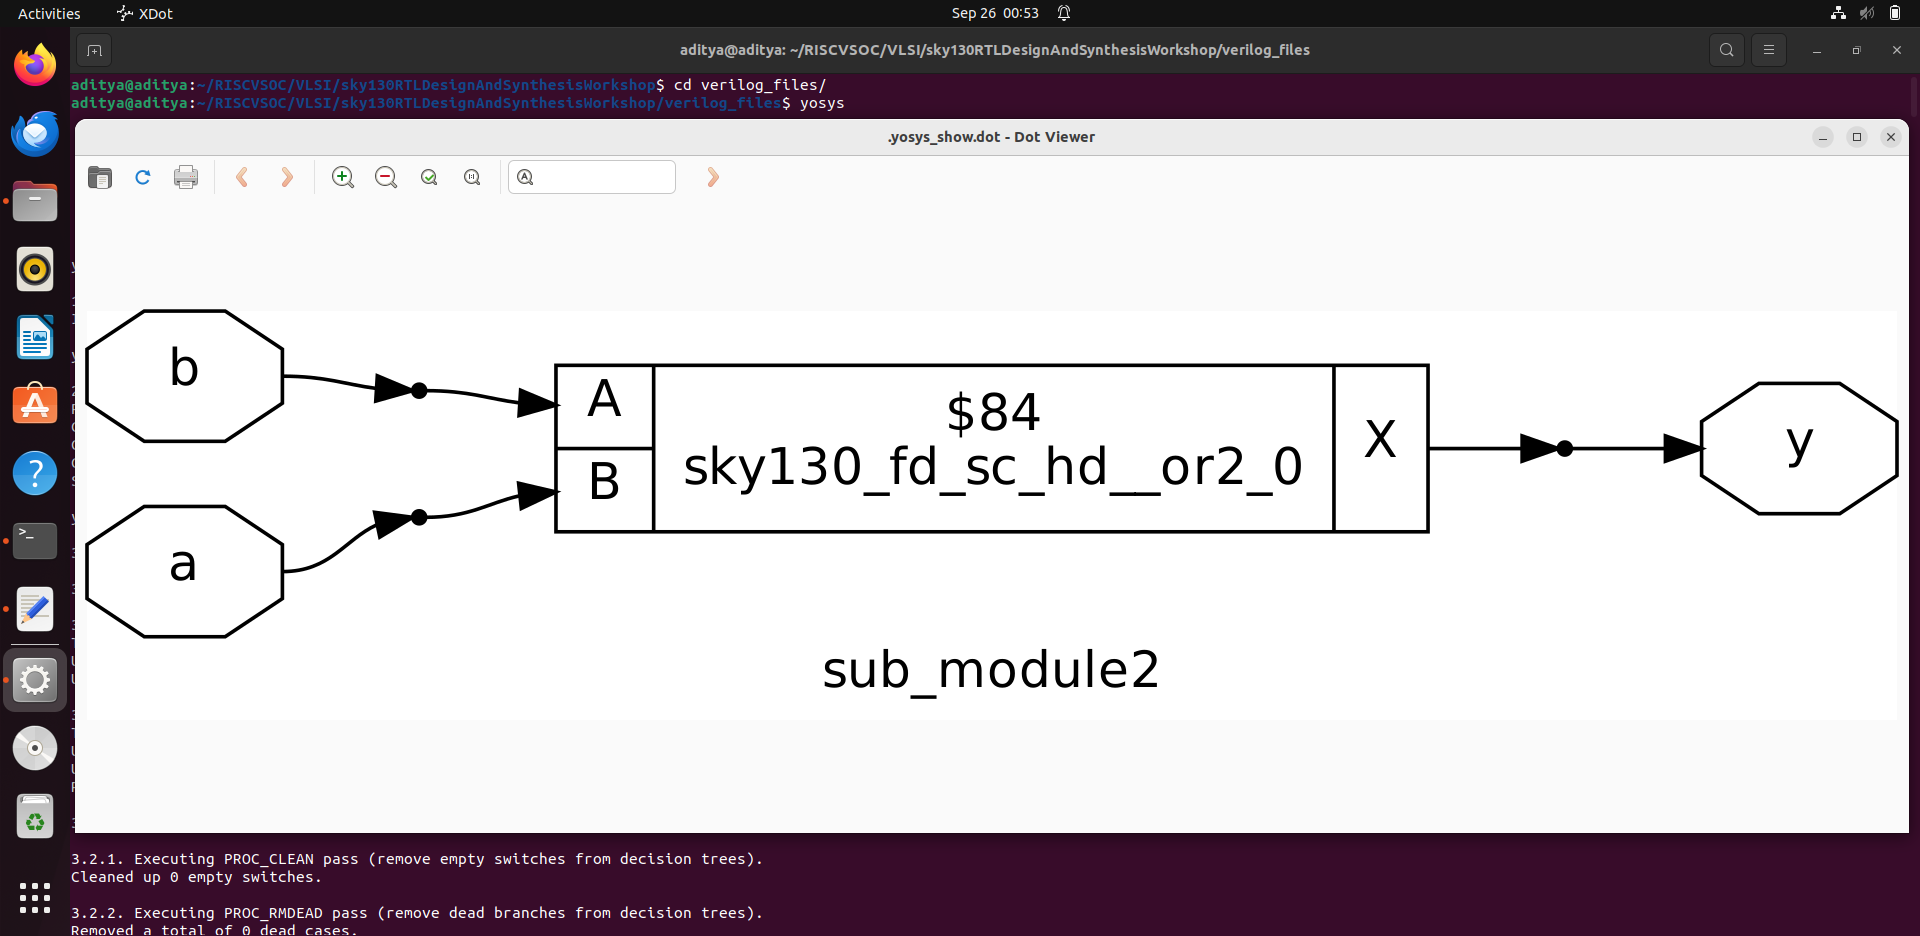 Activities
XDot
Sep 26 00:53
aditya@aditya: ~/RISCVSOC/VLSI/sky130RTLDesignAndSynthesisWorkshop/verilog_files
aditya@aditya:~/RISCVSOC/VLSI/sky130RTLDesignAndSynthesisWorkshop$ cd verilog_files/
aditya@aditya:~/RISCVSOC/VLSI/sky130RTLDesignAndSynthesisWorkshop/verilog_files$ yosys
.yosys_show.dot - Dot Viewer
b
A
$84
sky130_fd_sc_hd__or2_0
X
y
B
a
sub_module2
3.2.1. Executing PROC_CLEAN pass (remove empty switches from decision trees).
Cleaned up 0 empty switches.
3.2.2. Executing PROC_RMDEAD pass (remove dead branches from decision trees).
Removed a total of 0 dead cases.